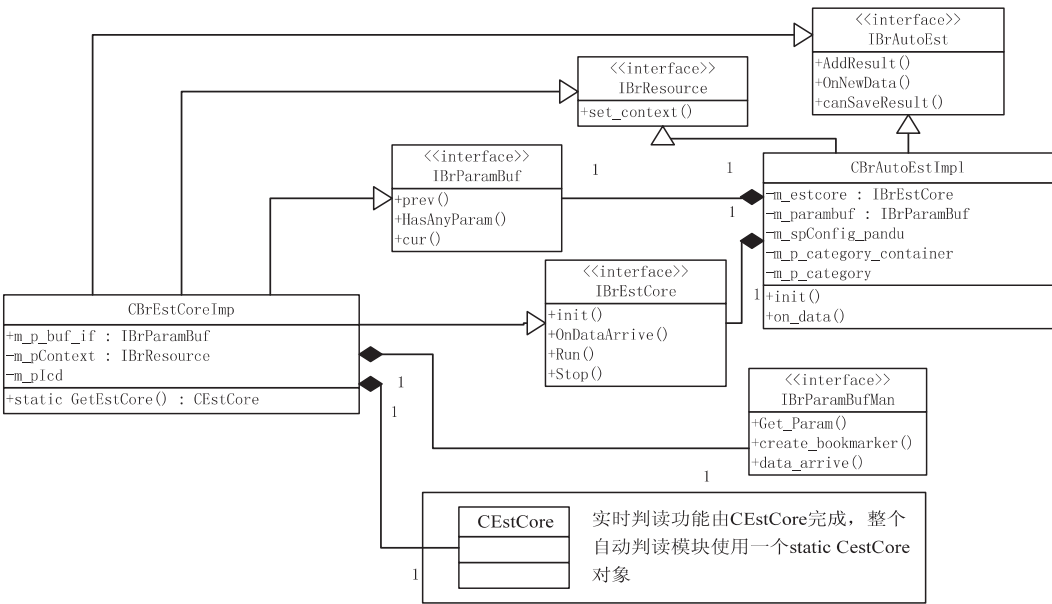 <<interface>>
IBrAutoEst
+AddResult()
+OnNewData()
+canSaveResult()
<<interface>>
IBrResource
+set_context()
<<interface>>
IBrParamBuf
+prev()
+HasAnyParam()
+cur()
1
1
1
1
CBrAutoEstImpl
-m_estcore : IBrEstCore
-m_parambuf : IBrParamBuf
-m_spConfig_pandu
-m_p_category_container
-m_p_category
+init()
+on_data()
<<interface>>
IBrEstCore
+init()
+OnDataArrive()
+Run()
+Stop()
CBrEstCoreImp
+m_p_buf_if : IBrParamBuf
-m_pContext : IBrResource
-m_pIcd
+static GetEstCore() : CEstCore
1
1
<<interface>>
IBrParamBufMan
+Get_Param()
+create_bookmarker()
+data_arrive()
1
1
CEstCore
实时判读功能由CEstCore完成，整个
自动判读模块使用一个static CestCore
对象